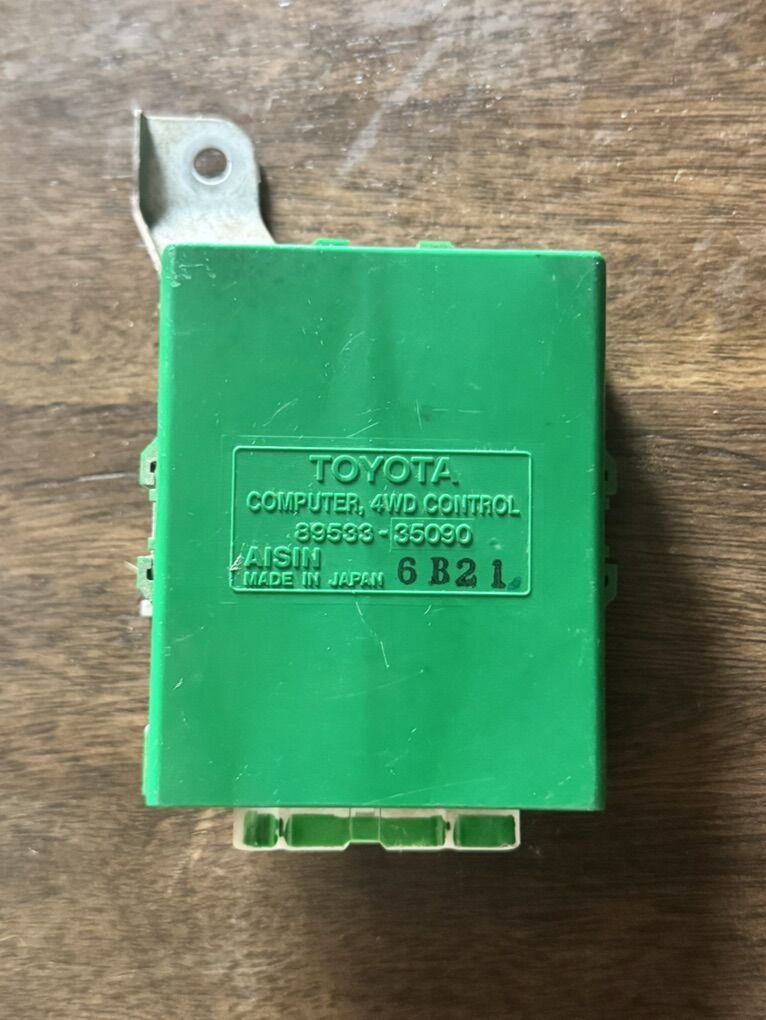 TOYOTA
COMPUTER, 4WD CONTROL
89533-35090
AISIN
MADE IN JAPAN 6B21